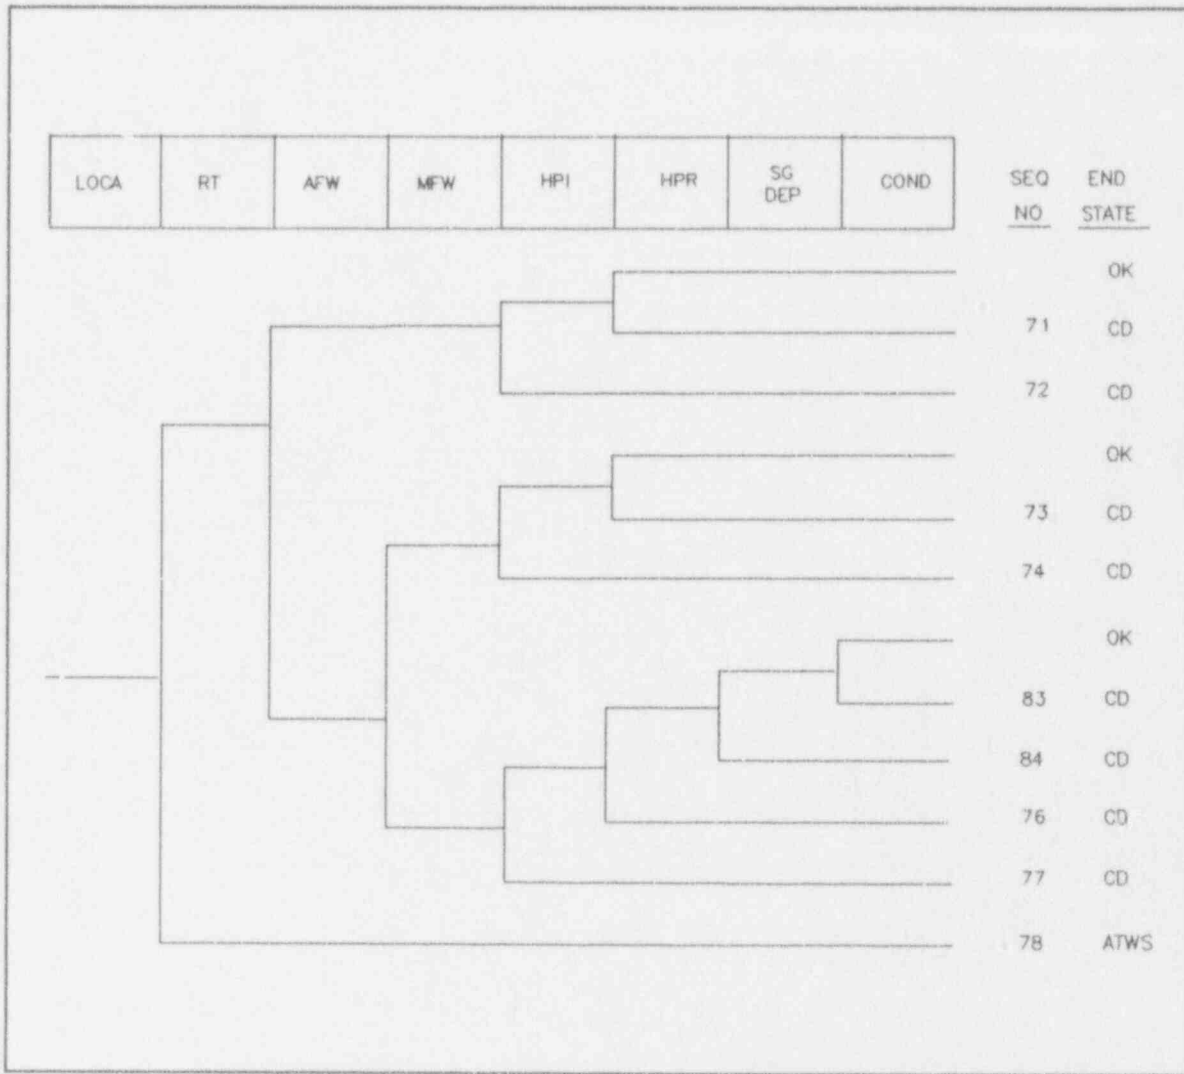 LOCA RT AFW MFW HPI HPR SG DEP COND SEQ NO END STATE
OK
71 CD
72 CD
OK
73 CD
74 CD
OK
83 CD
84 CD
76 CD
77 CD
78 ATWS